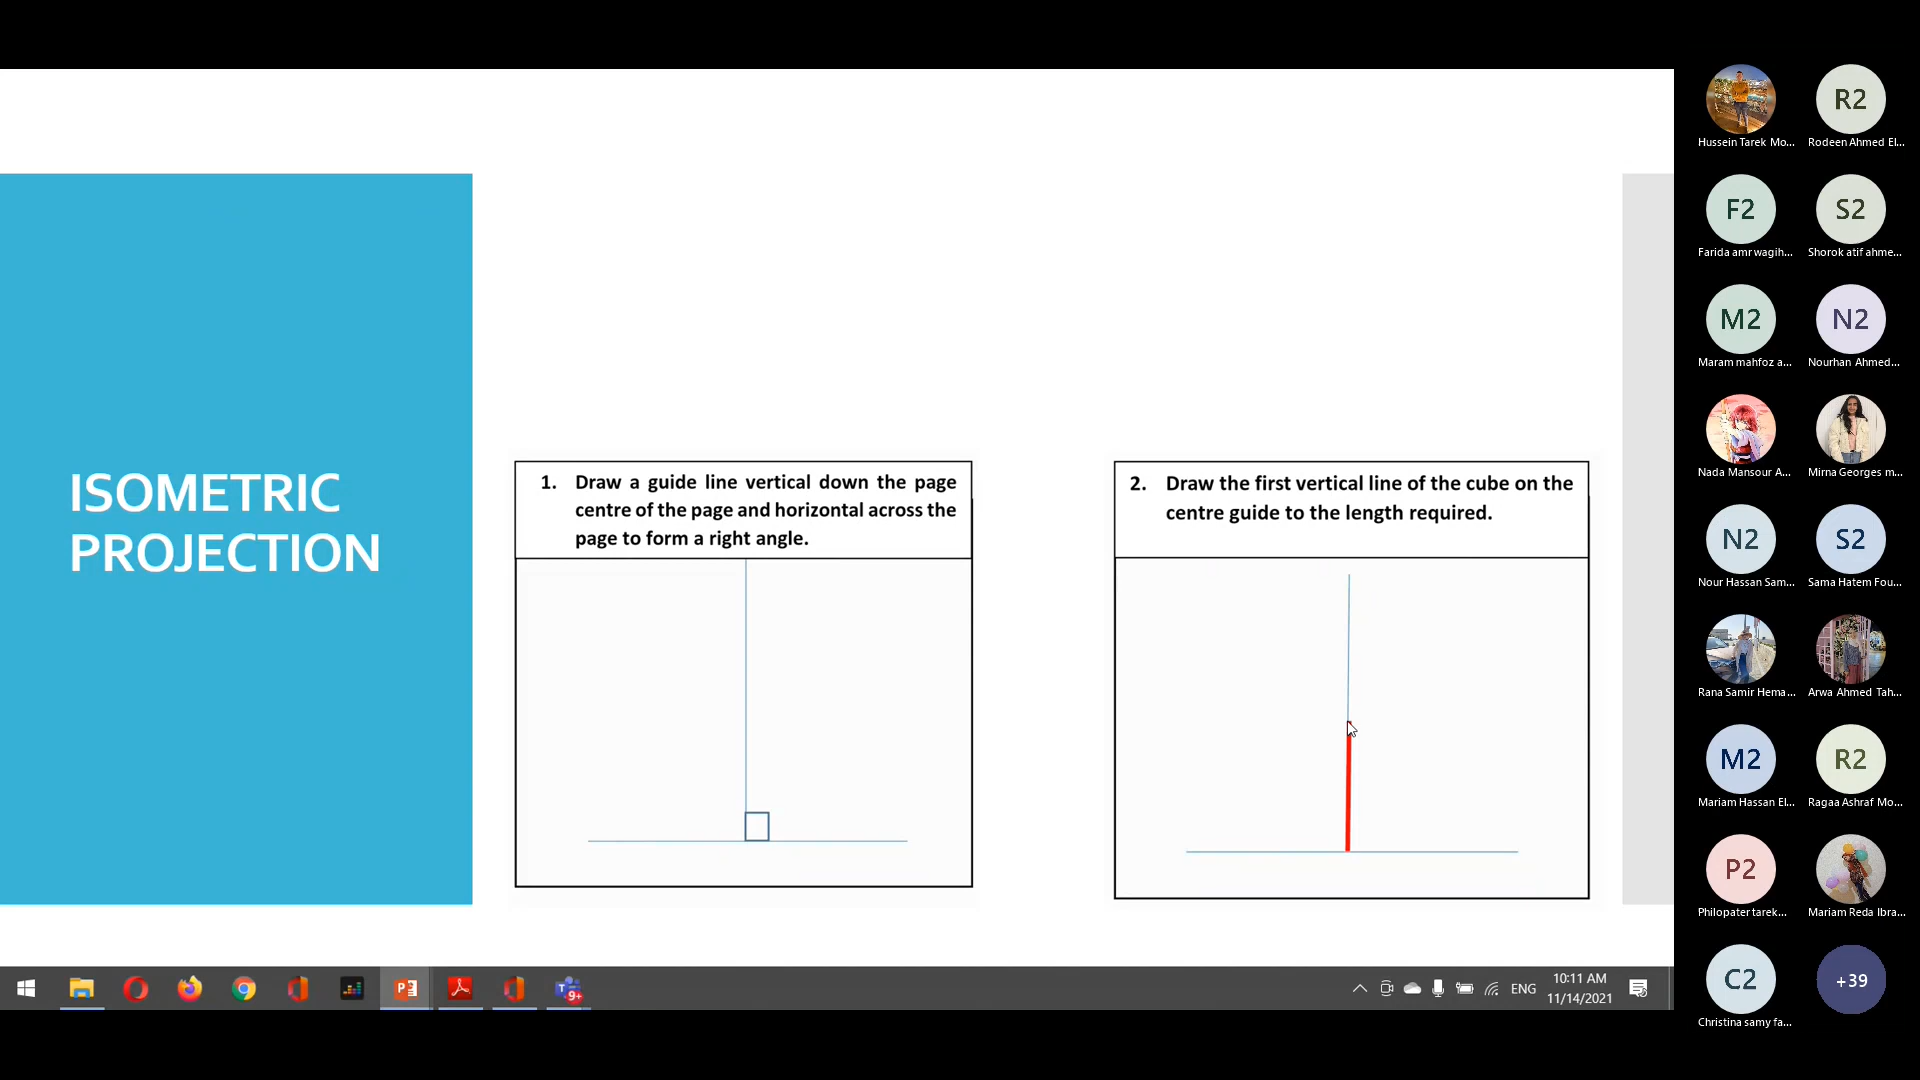 ISOMETRIC
PROJECTION
1. Draw a guide line vertical down the page
centre of the page and horizontal across the
page to form a right angle.
2. Draw the first vertical line of the cube on the
centre guide to the length required.
R2
Hussein Tarek Mo...
Rodeen Ahmed El...
F2
S2
Farida amr wagih...
Shorok atif ahme...
M2
N2
Maram mahfoz a...
Nourhan Ahmed...
Nada Mansour A...
Mirna Georges m...
N2
S2
Nour Hassan Sam...
Sama Hatem Fou...
Rana Samir Hema...
Arwa Ahmed Tah...
M2
R2
Mariam Hassan El...
Ragaa Ashraf Mo...
P2
Philopater tarek...
Mariam Reda Ibra...
C2
+39
Christina samy fa...
9+
ENG
10:11 AM
11/14/2021